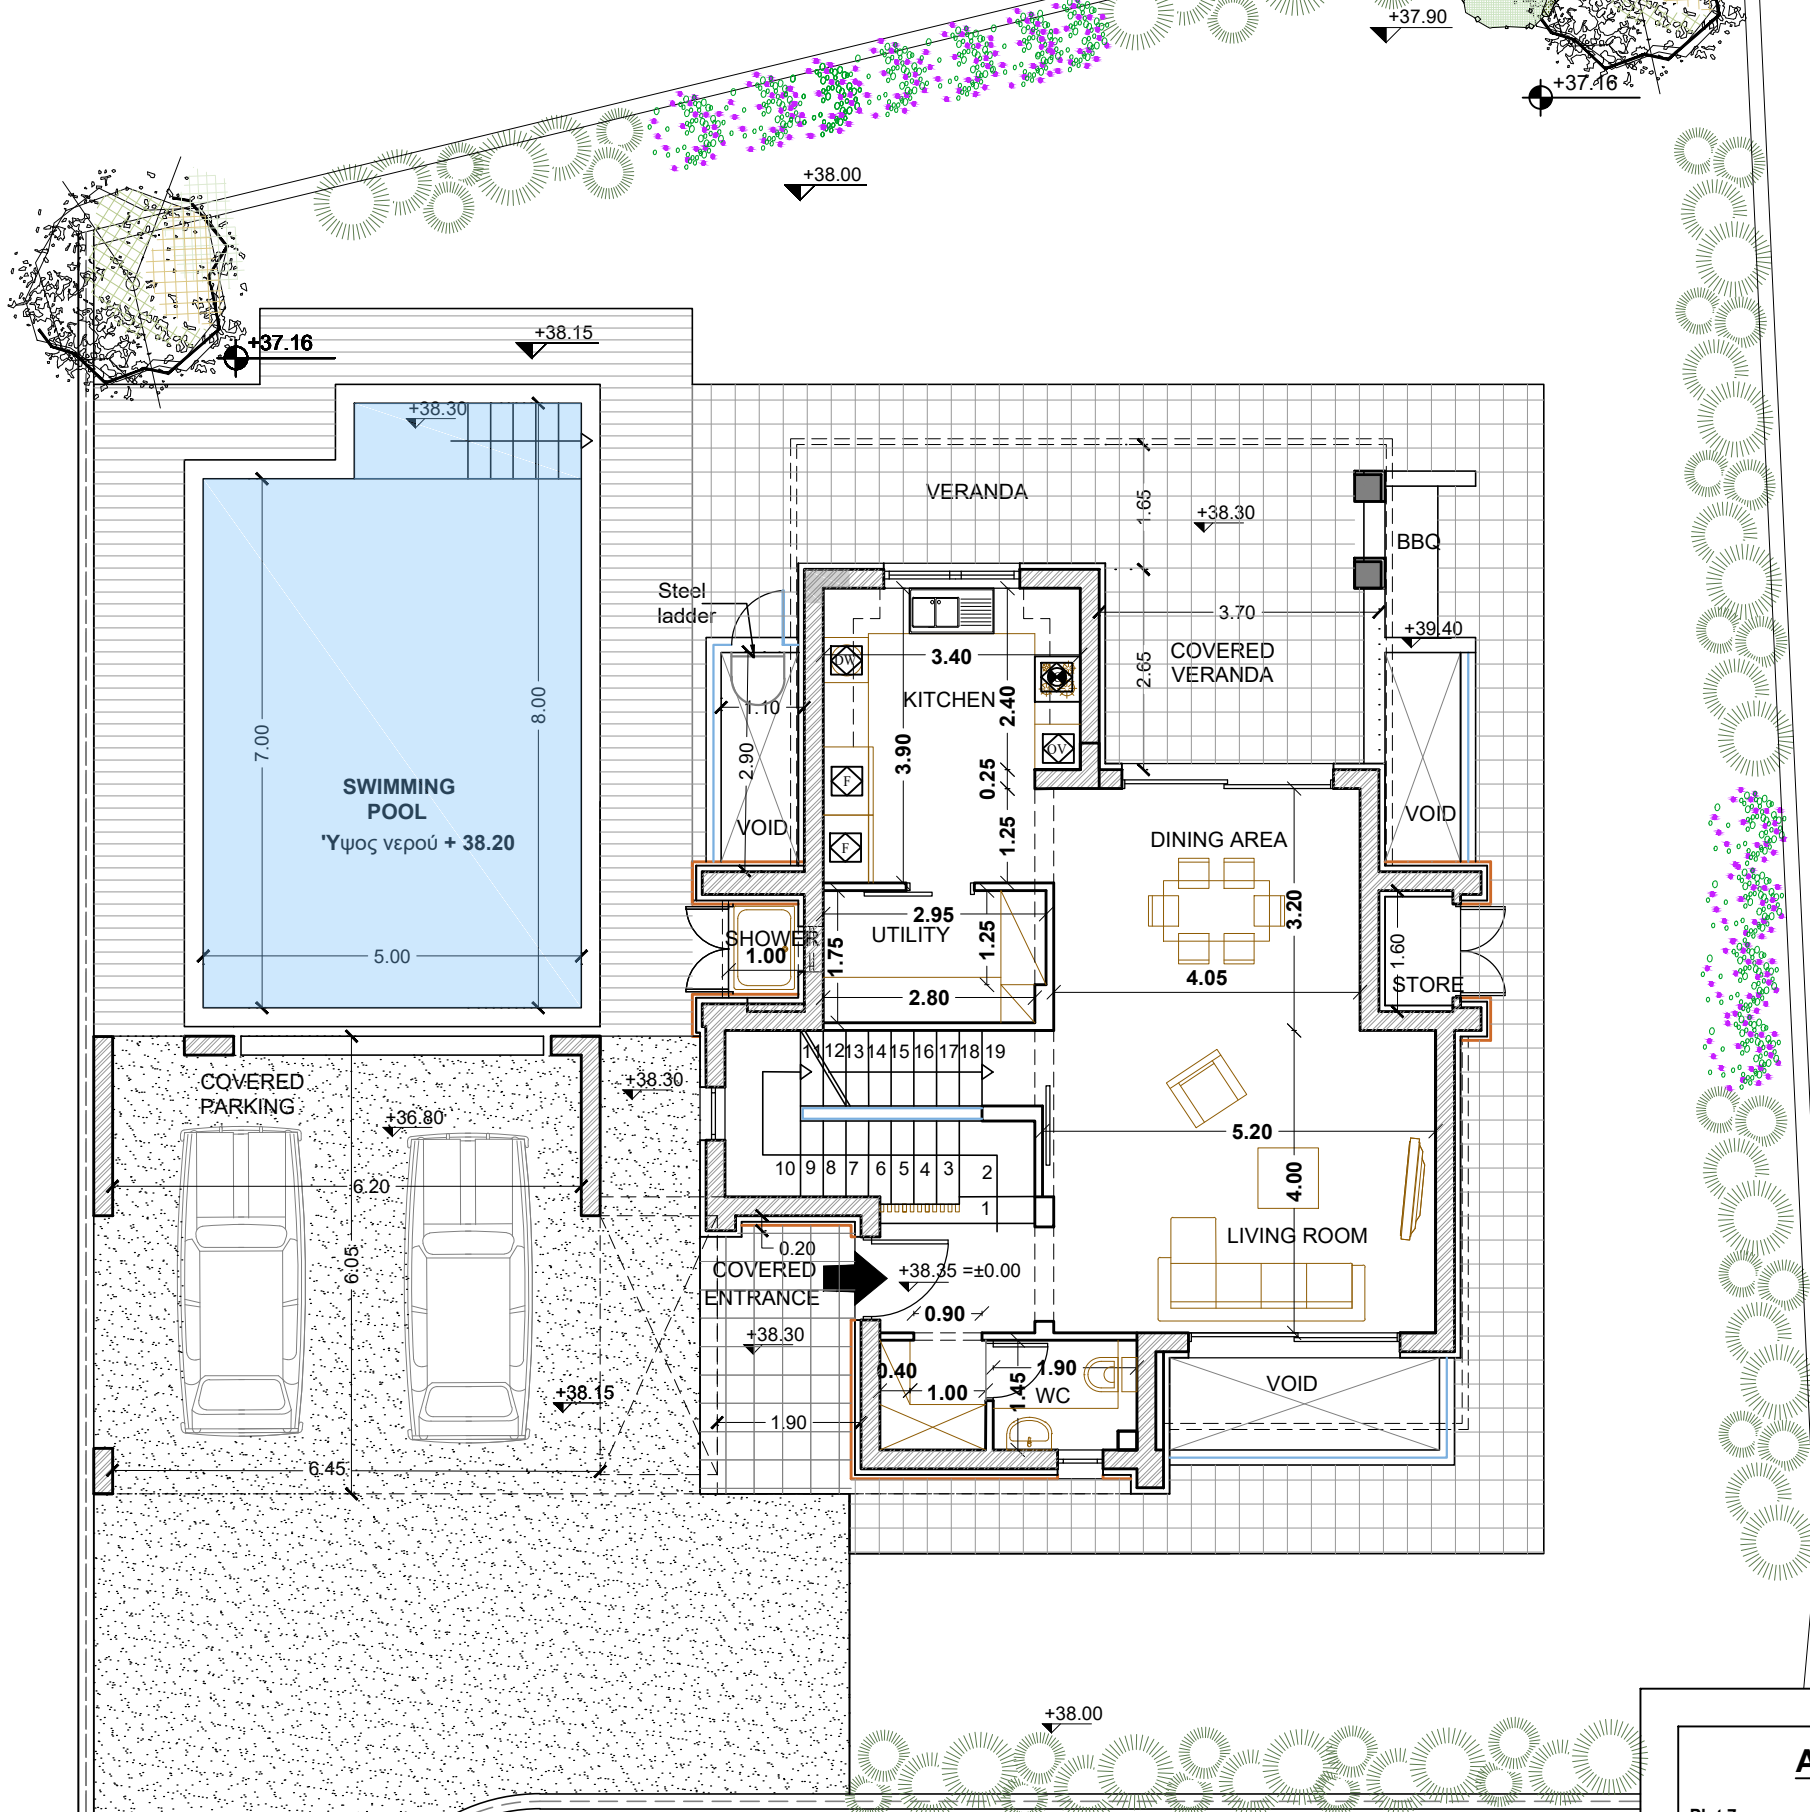 +37.90
+37.16
+38.00
+37.16
+38.15
+38.30
VERANDA
1.65
+38.30
BBQ
Steel
ladder
3.70
+39.40
DW
3.40
COVERED
VERANDA
2.65
KITCHEN
2.40
1.10
7.00
8.00
2.90
3.90
OV
0.25
F
SWIMMING
POOL
'Υψος νερού + 38.20
VOID
1.25
F
DINING AREA
VOID
3.20
2.95
SHOWER
1.00
UTILITY
1.75
1.25
5.00
4.05
1.60
STORE
2.80
11 12 13 14 15 16 17 18 19
COVERED
PARKING
+38.30
+36.80
5.20
10 9 8 7 6 5 4 3 2
1
6.20
4.00
LIVING ROOM
0.20
6.05
COVERED
ENTRANCE
+38.35 =±0.00
0.90
+38.30
0.40
1.00
1.90
1.45
WC
VOID
+38.15
1.90
6.45
+38.00
A